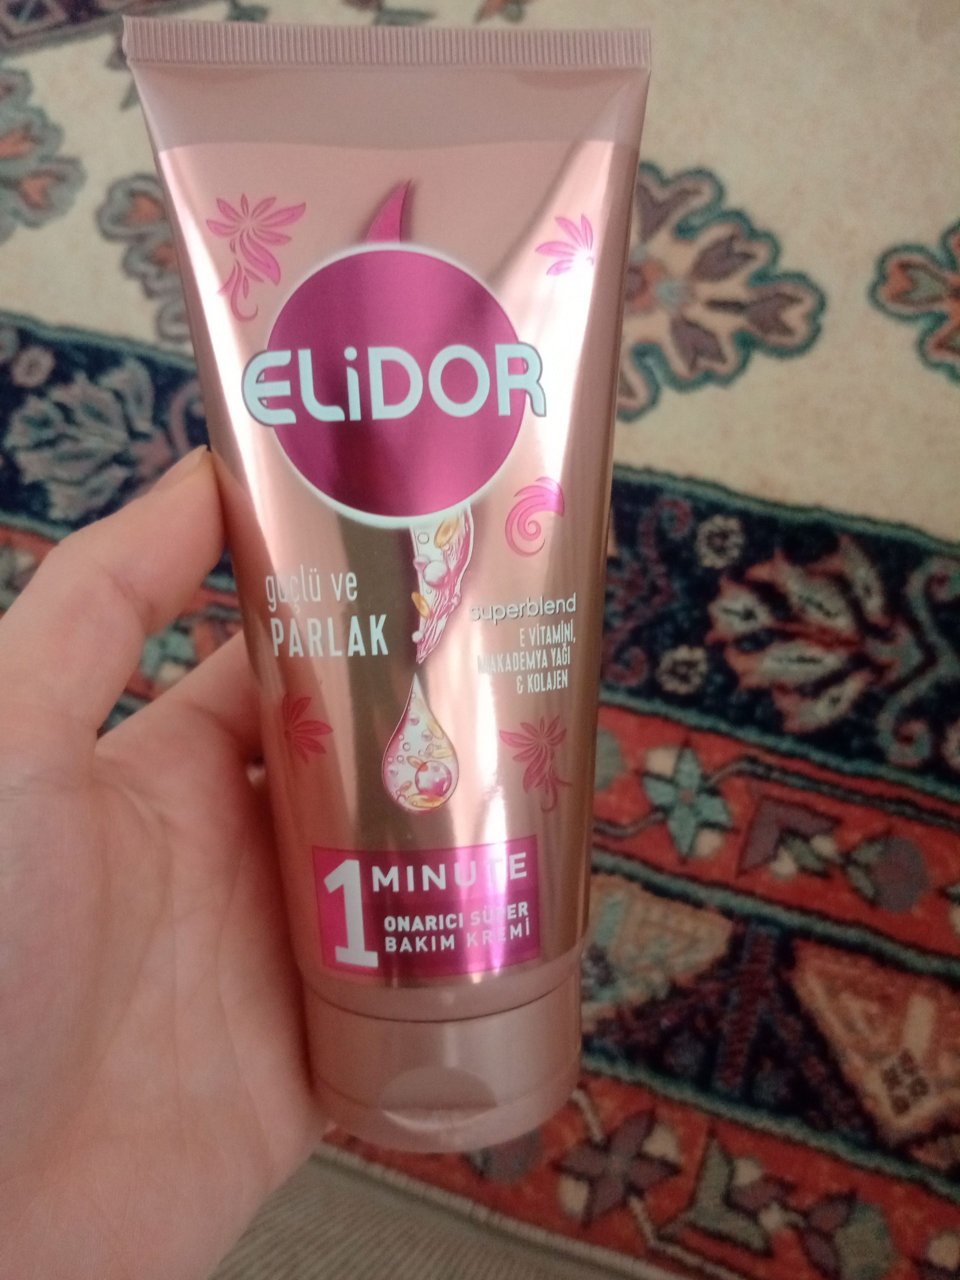 ELiDOR
güçlü ve
PARLAK
superblend
E VİTAMİNİ,
MAKADEMYA YAĞI
& KOLAJEN
1 MINUTE
ONARICI SÜPER
BAKIM KREMİ